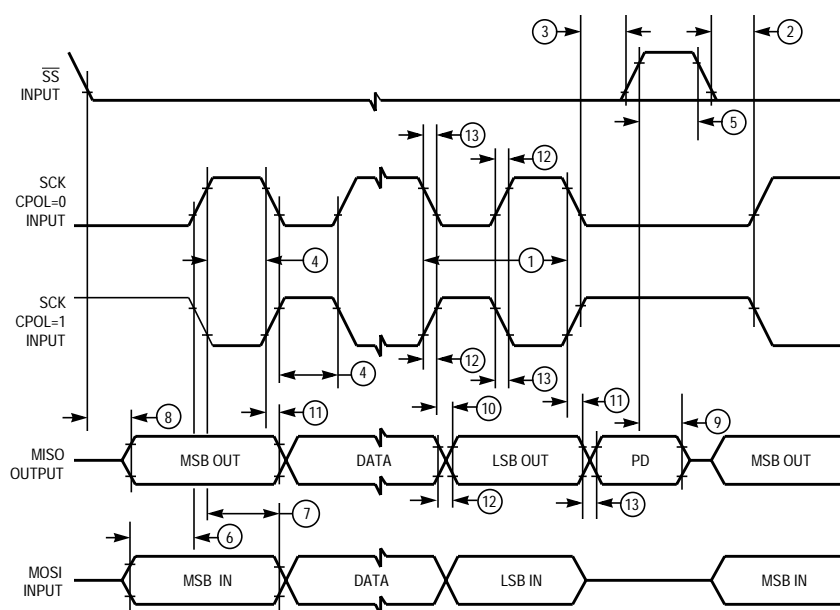 3
2
SS
INPUT
5
13
12
SCK
CPOL=0
INPUT
4
1
SCK
CPOL=1
INPUT
12
13
4
8
11
10
11
9
MISO
OUTPUT
MSB OUT
DATA
LSB OUT
PD
MSB OUT
12
13
7
6
MOSI
INPUT
MSB IN
DATA
LSB IN
MSB IN